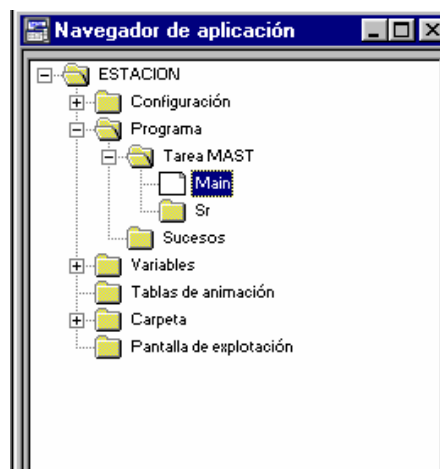 Navegador de aplicación
ESTACION
Configuración
Programa
Tarea MAST
Main
Sr
Sucesos
Variables
Tablas de animación
Carpeta
Pantalla de explotación